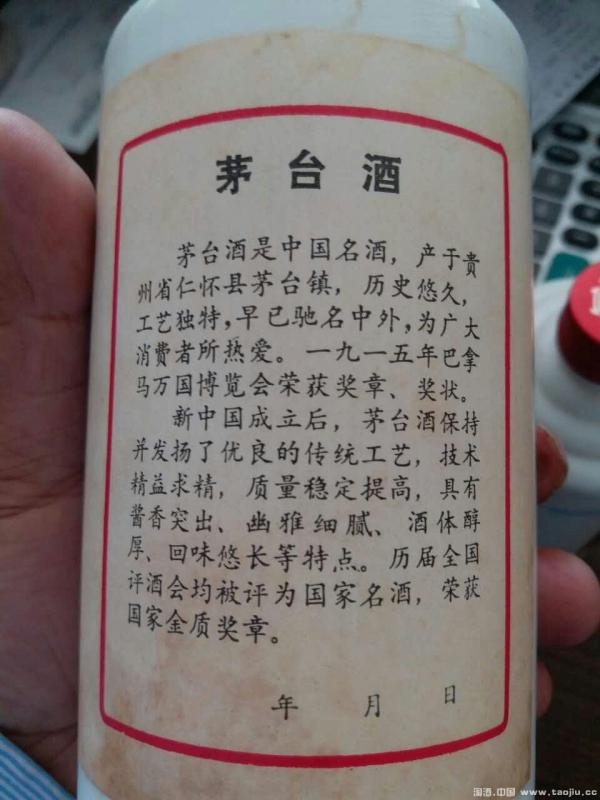 茅台酒
茅台酒是中国名酒，产于贵
州省仁怀县茅台镇，历史悠久，
工艺独特，早已驰名中外，为广大
消费者所热爱。一九一五年巴拿
马万国博览会荣获奖章、奖状。
新中国成立后，茅台酒保持
并发扬了优良的传统工艺，技术
精益求精，质量稳定提高，具有
酱香突出、幽雅细腻、酒体醇
厚、回味悠长等特点。历届全国
评酒会均被评为国家名酒，荣获
国家金质奖章。
年 月 日
淘酒.中国 www.taojiu.cc